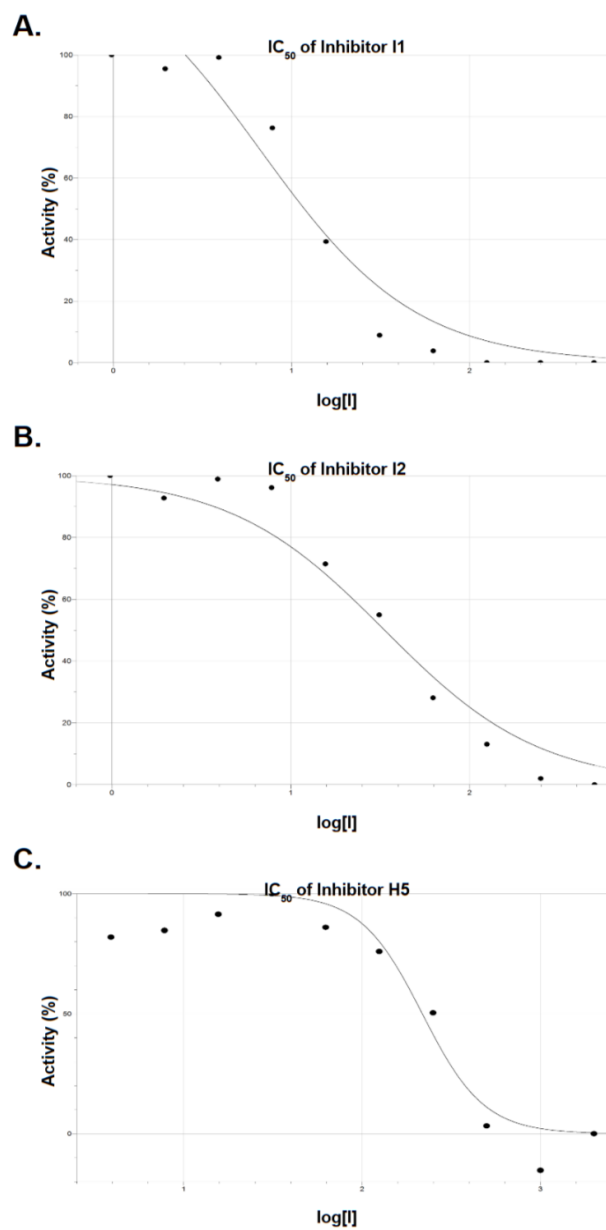 A.
IC50 of Inhibitor I1
100
80
60
40
20
0
Activity (%)
0 1 2
log[I]
B.
IC50 of Inhibitor I2
100
80
60
40
20
0
Activity (%)
0 1 2
log[I]
C.
IC50 of Inhibitor H5
100
50
0
Activity (%)
1 2 3
log[I]